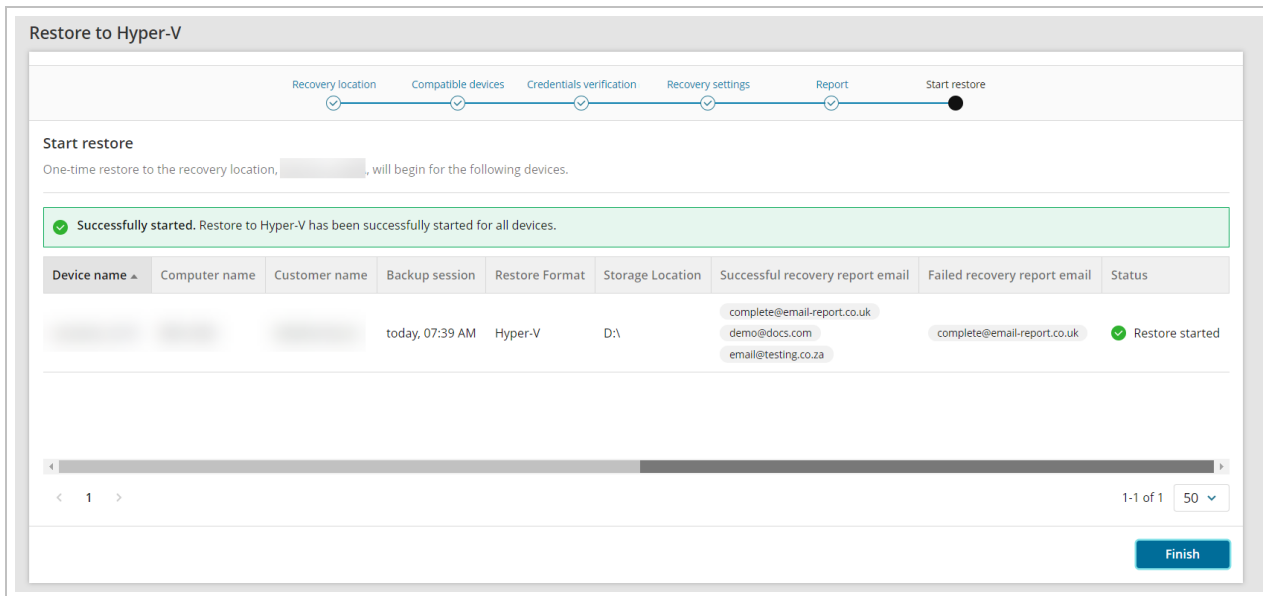 Restore to Hyper-V
Recovery location Compatible devices Credentials verification Recovery settings Report Start restore
Start restore
One-time restore to the recovery location, , will begin for the following devices.
Successfully started. Restore to Hyper-V has been successfully started for all devices.
Device name Computer name Customer name Backup session Restore Format Storage Location Successful recovery report email Failed recovery report email Status
complete@email-report.co.uk
today, 07:39 AM Hyper-V D:\ demo@docs.com complete@email-report.co.uk Restore started
email@testing.co.za
1 1-1 of 1 50
Finish